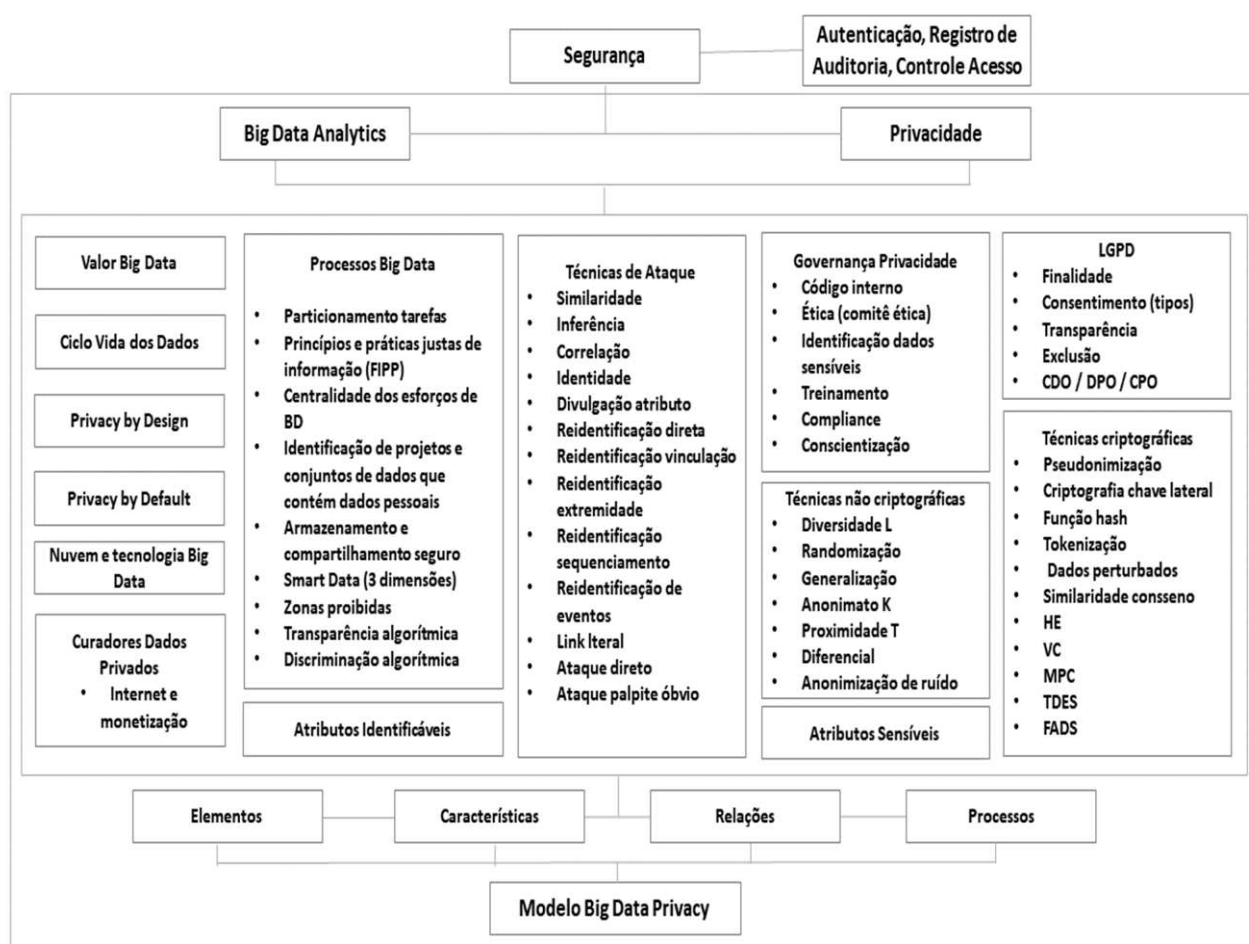 Segurança
Autenticação, Registro de
Auditoria, Controle Acesso
Big Data Analytics
Privacidade
Valor Big Data
Ciclo Vida dos Dados
Privacy by Design
Privacy by Default
Nuvem e tecnologia Big
Data
Curadores Dados
Privados
• Internet e
monetização
Processos Big Data
• Particionamento tarefas
• Princípios e práticas justas de
informação (FIPP)
• Centralidade dos esforços de
BD
• Identificação de projetos e
conjuntos de dados que
contém dados pessoais
• Armazenamento e
compartilhamento seguro
• Smart Data (3 dimensões)
• Zonas proibidas
• Transparência algorítmica
• Discriminação algorítmica
Atributos Identificáveis
Técnicas de Ataque
• Similaridade
• Inferência
• Correlação
• Identidade
• Divulgação atributo
• Reidentificação direta
• Reidentificação vinculação
• Reidentificação
extremidade
• Reidentificação
sequenciamento
• Reidentificação de
eventos
• Link lteral
• Ataque direto
• Ataque palpite óbvio
Governança Privacidade
• Código interno
• Ética (comitê ética)
• Identificação dados
sensíveis
• Treinamento
• Compliance
• Conscientização
Técnicas não criptográficas
• Diversidade L
• Randomização
• Generalização
• Anonimato K
• Proximidade T
• Diferencial
• Anonimização de ruído
Atributos Sensíveis
LGPD
• Finalidade
• Consentimento (tipos)
• Transparência
• Exclusão
• CDO / DPO / CPO
Técnicas criptográficas
• Pseudonimização
• Criptografia chave lateral
• Função hash
• Tokenização
• Dados perturbados
• Similaridade consseno
• HE
• VC
• MPC
• TDES
• FADS
Elementos
Características
Relações
Processos
Modelo Big Data Privacy